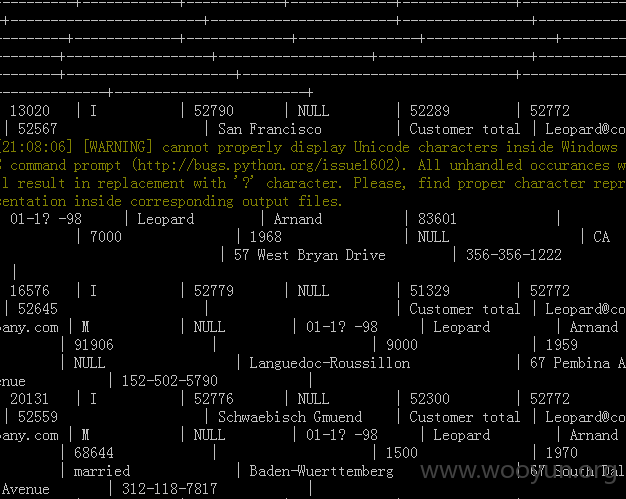 13020 | I | 52790 | NULL | 52289 | 52772
| 52567 | San Francisco | Customer total | Leopard@co
[21:08:06] [WARNING] cannot properly display Unicode characters inside Windows
command prompt (http://bugs.python.org/issue1602). All unhandled occurances w
l result in replacement with '?' character. Please, find proper character repr
sentation inside corresponding output files.
01-1? -98 | Leopard | Arnand | 83601 |
| 7000 | 1968 | NULL | CA
| 57 West Bryan Drive | 356-356-1222
|
16576 | I | 52779 | NULL | 51329 | 52772
| 52645 | | Customer total | Leopard@co
pany.com | M | NULL | 01-1? -98 | Leopard | Arnand
| 91906 | | 9000 | 1959
| NULL | Languedoc-Roussillon | 67 Pembina A
enue | 152-502-5790 |
20131 | I | 52776 | NULL | 52300 | 52772
| 52559 | Schwaebisch Gmuend | Customer total | Leopard@co
pany.com | M | NULL | 01-1? -98 | Leopard | Arnand
| 68644 | | 1500 | 1970
| married | Baden-Wuerttemberg | 67 South Dal
Avenue | 312-118-7817 |
www.wooyun.org